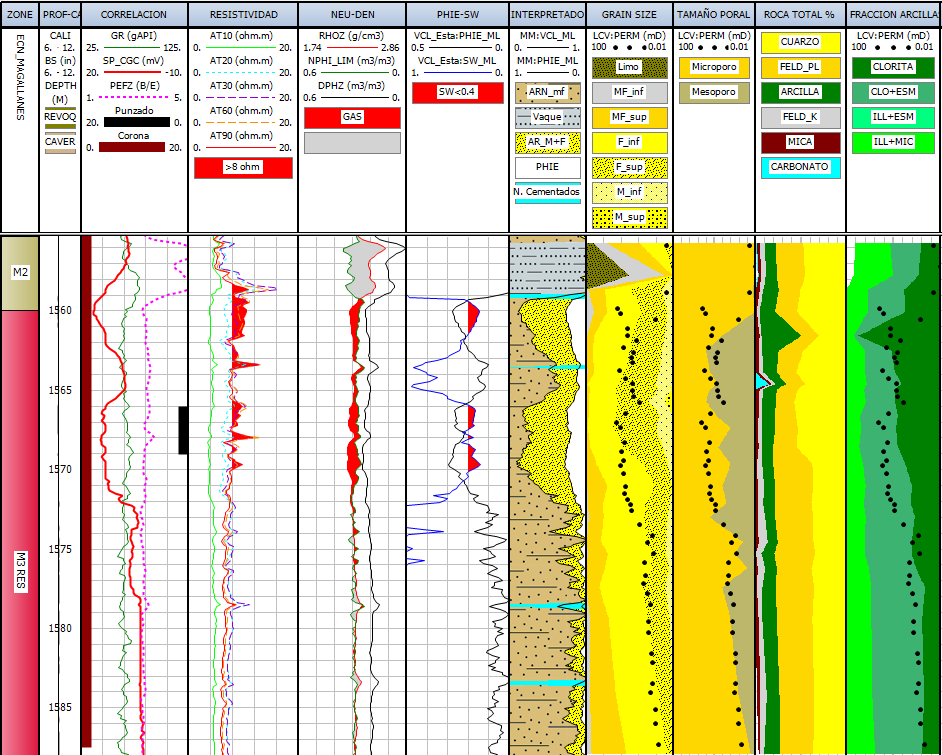 ZONE
PROF-CA
CORRELACION
RESISTIVIDAD
NEU-DEN
PHIE-SW
INTERPRETADO
GRAIN SIZE
TAMAÑO PORAL
ROCA TOTAL %
FRACCION ARCILLA
ECN_MAGALLANES
CALI
6. - 12.
BS (in)
6. - 12.
DEPTH
(M)
REVOQ
CAVER
GR (gAPI)
25. 125.
SP_CGC (mV)
20. -10.
PEFZ (B/E)
1. 5.
Punzado
20. 0.
Corona
0. 20.
AT10 (ohm.m)
0. 20.
AT20 (ohm.m)
0. 20.
AT30 (ohm.m)
0. 20.
AT60 (ohm.m)
0. 20.
AT90 (ohm.m)
0. 20.
>8 ohm
RHOZ (g/cm3)
1.74 2.86
NPHI_LIM (m3/m3)
0.6 0.
DPHZ (m3/m3)
0.6 0.
GAS
VCL_Esta:PHIE_ML
0.5 0.
VCL_Esta:SW_ML
1. 0.
SW<0.4
MM:VCL_ML
0. 1.
MM:PHIE_ML
0. 1.
ARN_mf
Vaque
AR_M+F
PHIE
N. Cementados
LCV:PERM (mD)
100 0.01
Limo
MF_inf
MF_sup
F_inf
F_sup
M_inf
M_sup
LCV:PERM (mD)
100 0.01
Microporo
Mesoporo
CUARZO
FELD_PL
ARCILLA
FELD_K
MICA
CARBONATO
LCV:PERM (mD)
100 0.01
CLORITA
CLO+ESM
ILL+ESM
ILL+MIC
M2
M3 RES
1560
1565
1570
1575
1580
1585